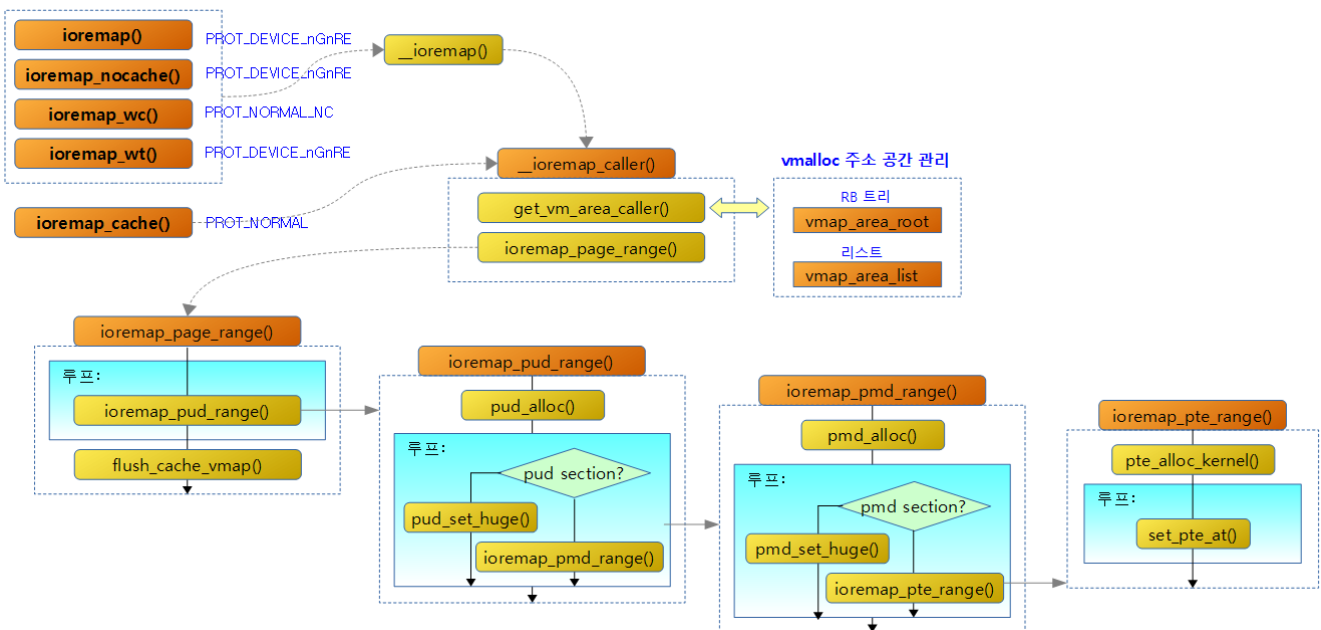 ioremap()
PROT_DEVICE_nGnRE
ioremap_nocache()
PROT_DEVICE_nGnRE
ioremap_wc()
PROT_NORMAL_NC
ioremap_wt()
PROT_DEVICE_nGnRE
ioremap_cache()
PROT_NORMAL
__ioremap()
__ioremap_caller()
get_vm_area_caller()
ioremap_page_range()
vmalloc 주소 공간 관리
RB 트리
vmap_area_root
리스트
vmap_area_list
ioremap_page_range()
루프:
ioremap_pud_range()
flush_cache_vmap()
ioremap_pud_range()
pud_alloc()
루프:
pud section?
pud_set_huge()
ioremap_pmd_range()
ioremap_pmd_range()
pmd_alloc()
루프:
pmd section?
pmd_set_huge()
ioremap_pte_range()
ioremap_pte_range()
pte_alloc_kernel()
루프:
set_pte_at()